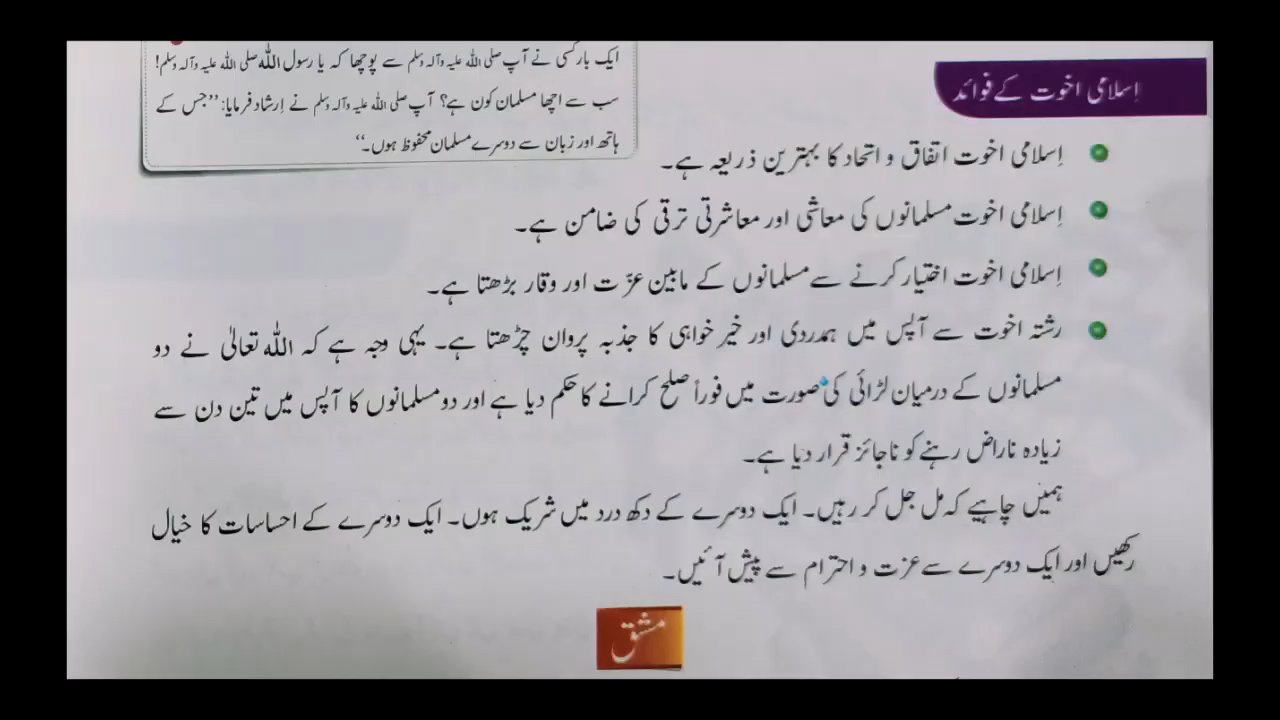 ایک بار کسی نے آپ صلی اللہ علیہ وآلہ وسلم سے پوچھا کہ یا رسول اللہ صلی اللہ علیہ وآلہ وسلم!
سب سے اچھا مسلمان کون ہے؟ آپ صلی اللہ علیہ وآلہ وسلم نے اِرشاد فرمایا: ”جس کے
ہاتھ اور زبان سے دوسرے مسلمان محفوظ ہوں۔“
اِسلامی اخوت کے فوائد
اِسلامی اخوت اتفاق و اتحاد کا بہترین ذریعہ ہے۔
اِسلامی اخوت مسلمانوں کی معاشی اور معاشرتی ترقی کی ضامن ہے۔
اِسلامی اخوت اختیار کرنے سے مسلمانوں کے مابین عزّت اور وقار بڑھتا ہے۔
رشتہ اخوت سے آپس میں ہمدردی اور خیر خواہی کا جذبہ پروان چڑھتا ہے۔ یہی وجہ ہے کہ اللہ تعالیٰ نے دو
مسلمانوں کے درمیان لڑائی کی صورت میں فوراً صلح کرانے کا حکم دیا ہے اور دو مسلمانوں کا آپس میں تین دن سے
زیادہ ناراض رہنے کو ناجائز قرار دیا ہے۔
ہمیں چاہیے کہ مل جل کر رہیں۔ ایک دوسرے کے دکھ درد میں شریک ہوں۔ ایک دوسرے کے احساسات کا خیال
رکھیں اور ایک دوسرے سے عزت و احترام سے پیش آئیں۔
مشق